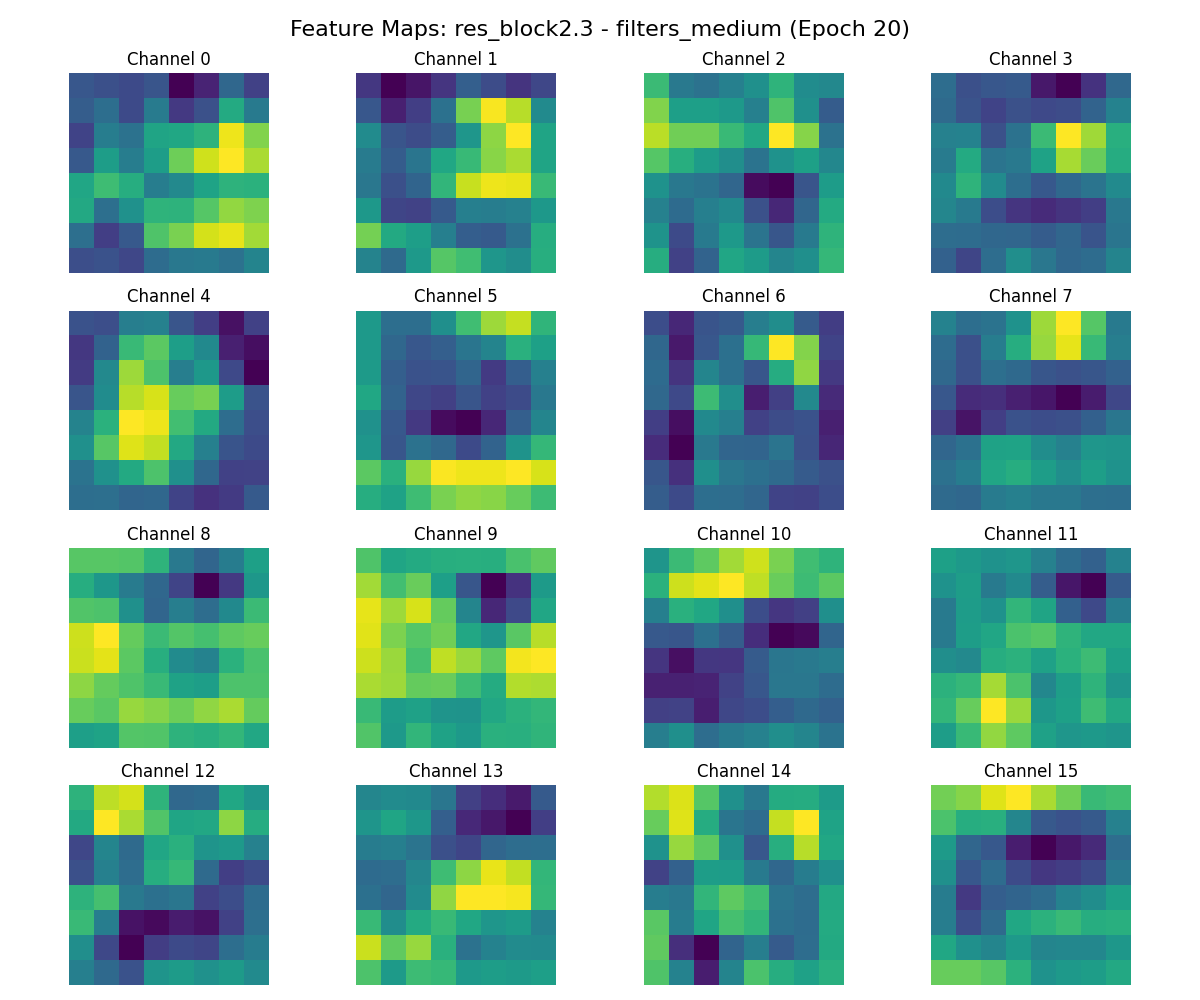 Feature Maps: res_block2.3 - filters_medium (Epoch 20)
Channel 0
Channel 1
Channel 2
Channel 3
Channel 4
Channel 5
Channel 6
Channel 7
Channel 8
Channel 9
Channel 10
Channel 11
Channel 12
Channel 13
Channel 14
Channel 15